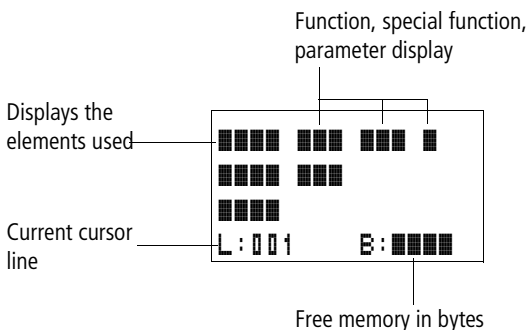 Function, special function,
parameter display
Displays the
elements used
Current cursor
line
L:001 B:
Free memory in bytes